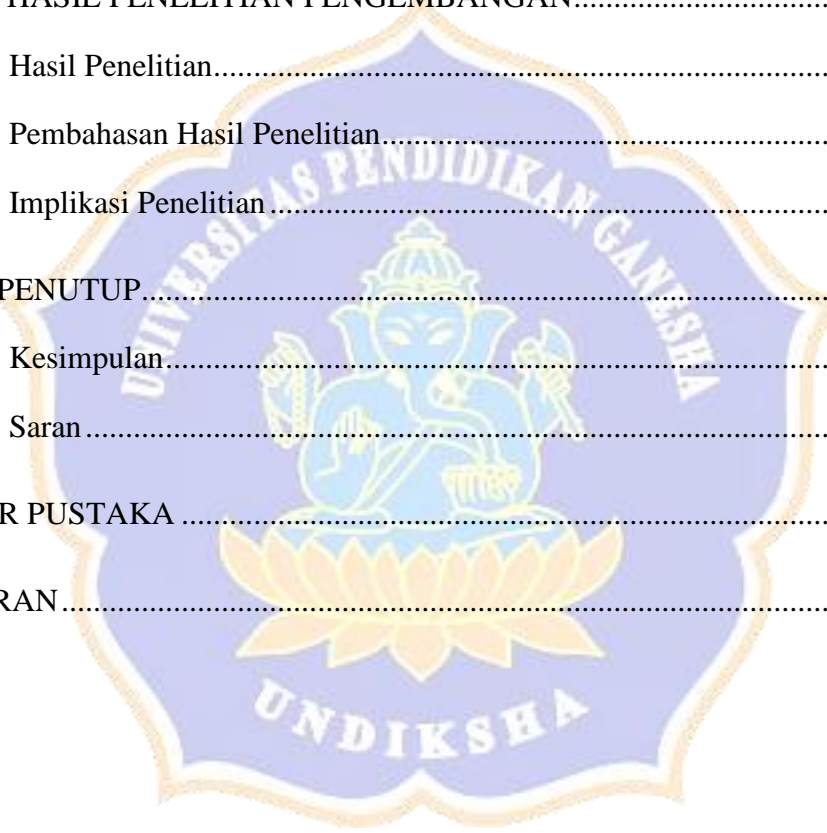 HASIL PENELITIAN PENGEMBANGAN....................................
Hasil Penelitian....................................
Pembahasan Hasil Penelitian....................................
Implikasi Penelitian....................................
PENUTUP....................................
Kesimpulan....................................
Saran....................................
R PUSTAKA....................................
RAN....................................
UNIVERSITAS PENDIDIKAN GANESHA
UNDIKSHA